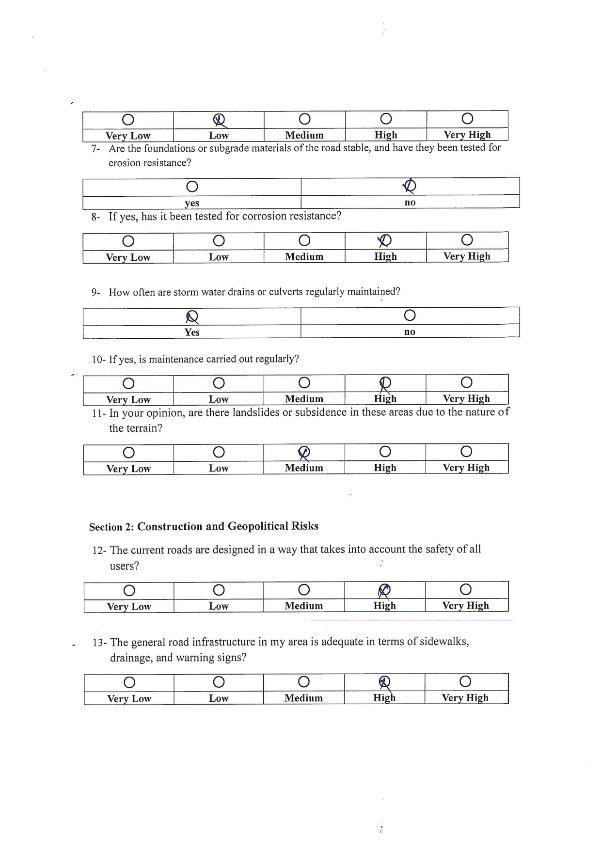 Very Low Low Medium High Very High
7- Are the foundations or subgrade materials of the road stable, and have they been tested for
erosion resistance?
yes no
8- If yes, has it been tested for corrosion resistance?
Very Low Low Medium High Very High
9- How often are storm water drains or culverts regularly maintained?
Yes no
10- If yes, is maintenance carried out regularly?
Very Low Low Medium High Very High
11- In your opinion, are there landslides or subsidence in these areas due to the nature of
the terrain?
Very Low Low Medium High Very High
Section 2: Construction and Geopolitical Risks
12- The current roads are designed in a way that takes into account the safety of all
users?
Very Low Low Medium High Very High
13- The general road infrastructure in my area is adequate in terms of sidewalks,
drainage, and warning signs?
Very Low Low Medium High Very High